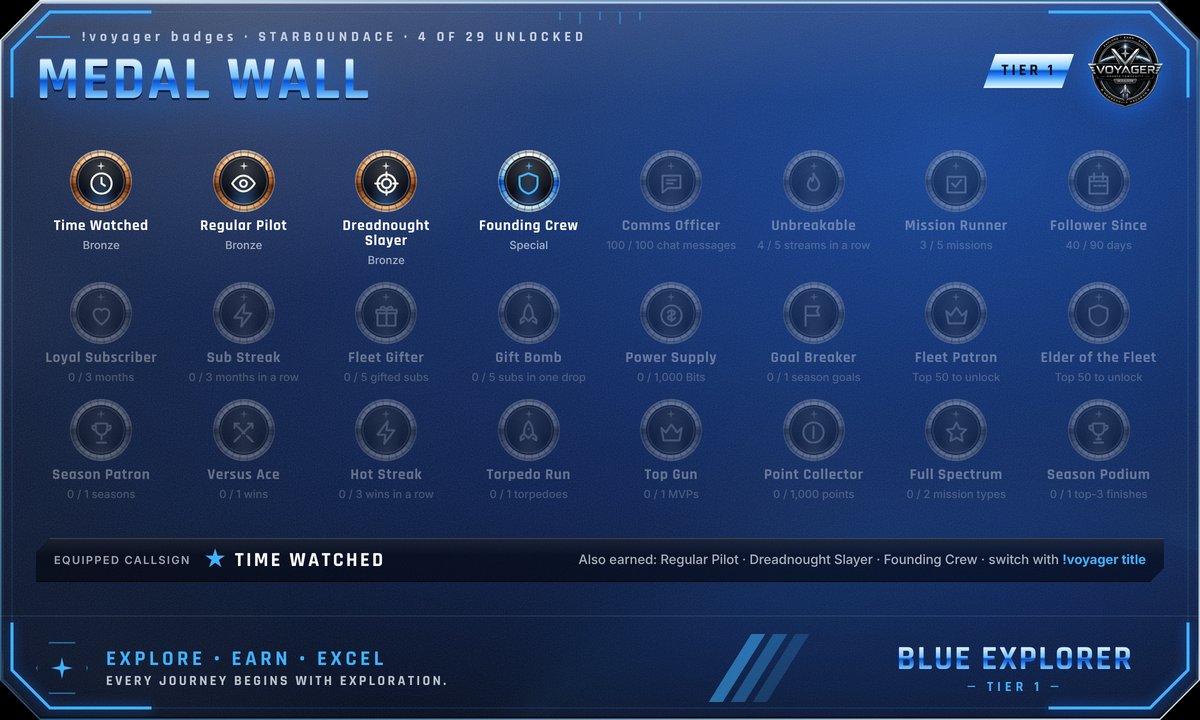 !voyager badges · STARBOUNDACE · 4 OF 29 UNLOCKED
MEDAL WALL
TIER 1
VOYAGER
Time Watched
Bronze
Regular Pilot
Bronze
Dreadnought
Slayer
Bronze
Founding Crew
Special
Comms Officer
100 / 100 chat messages
Unbreakable
4 / 5 streams in a row
Mission Runner
3 / 5 missions
Follower Since
40 / 90 days
Loyal Subscriber
0 / 3 months
Sub Streak
0 / 3 months in a row
Fleet Gifter
0 / 5 gifted subs
Gift Bomb
0 / 5 subs in one drop
Power Supply
0 / 1,000 Bits
Goal Breaker
0 / 1 season goals
Fleet Patron
Top 50 to unlock
Elder of the Fleet
Top 50 to unlock
Season Patron
0 / 1 seasons
Versus Ace
0 / 1 wins
Hot Streak
0 / 3 wins in a row
Torpedo Run
0 / 1 torpedoes
Top Gun
0 / 1 MVPs
Point Collector
0 / 1,000 points
Full Spectrum
0 / 2 mission types
Season Podium
0 / 1 top-3 finishes
EQUIPPED CALLSIGN ★ TIME WATCHED
Also earned: Regular Pilot · Dreadnought Slayer · Founding Crew · switch with !voyager title
EXPLORE • EARN • EXCEL
EVERY JOURNEY BEGINS WITH EXPLORATION.
BLUE EXPLORER
– TIER 1 –